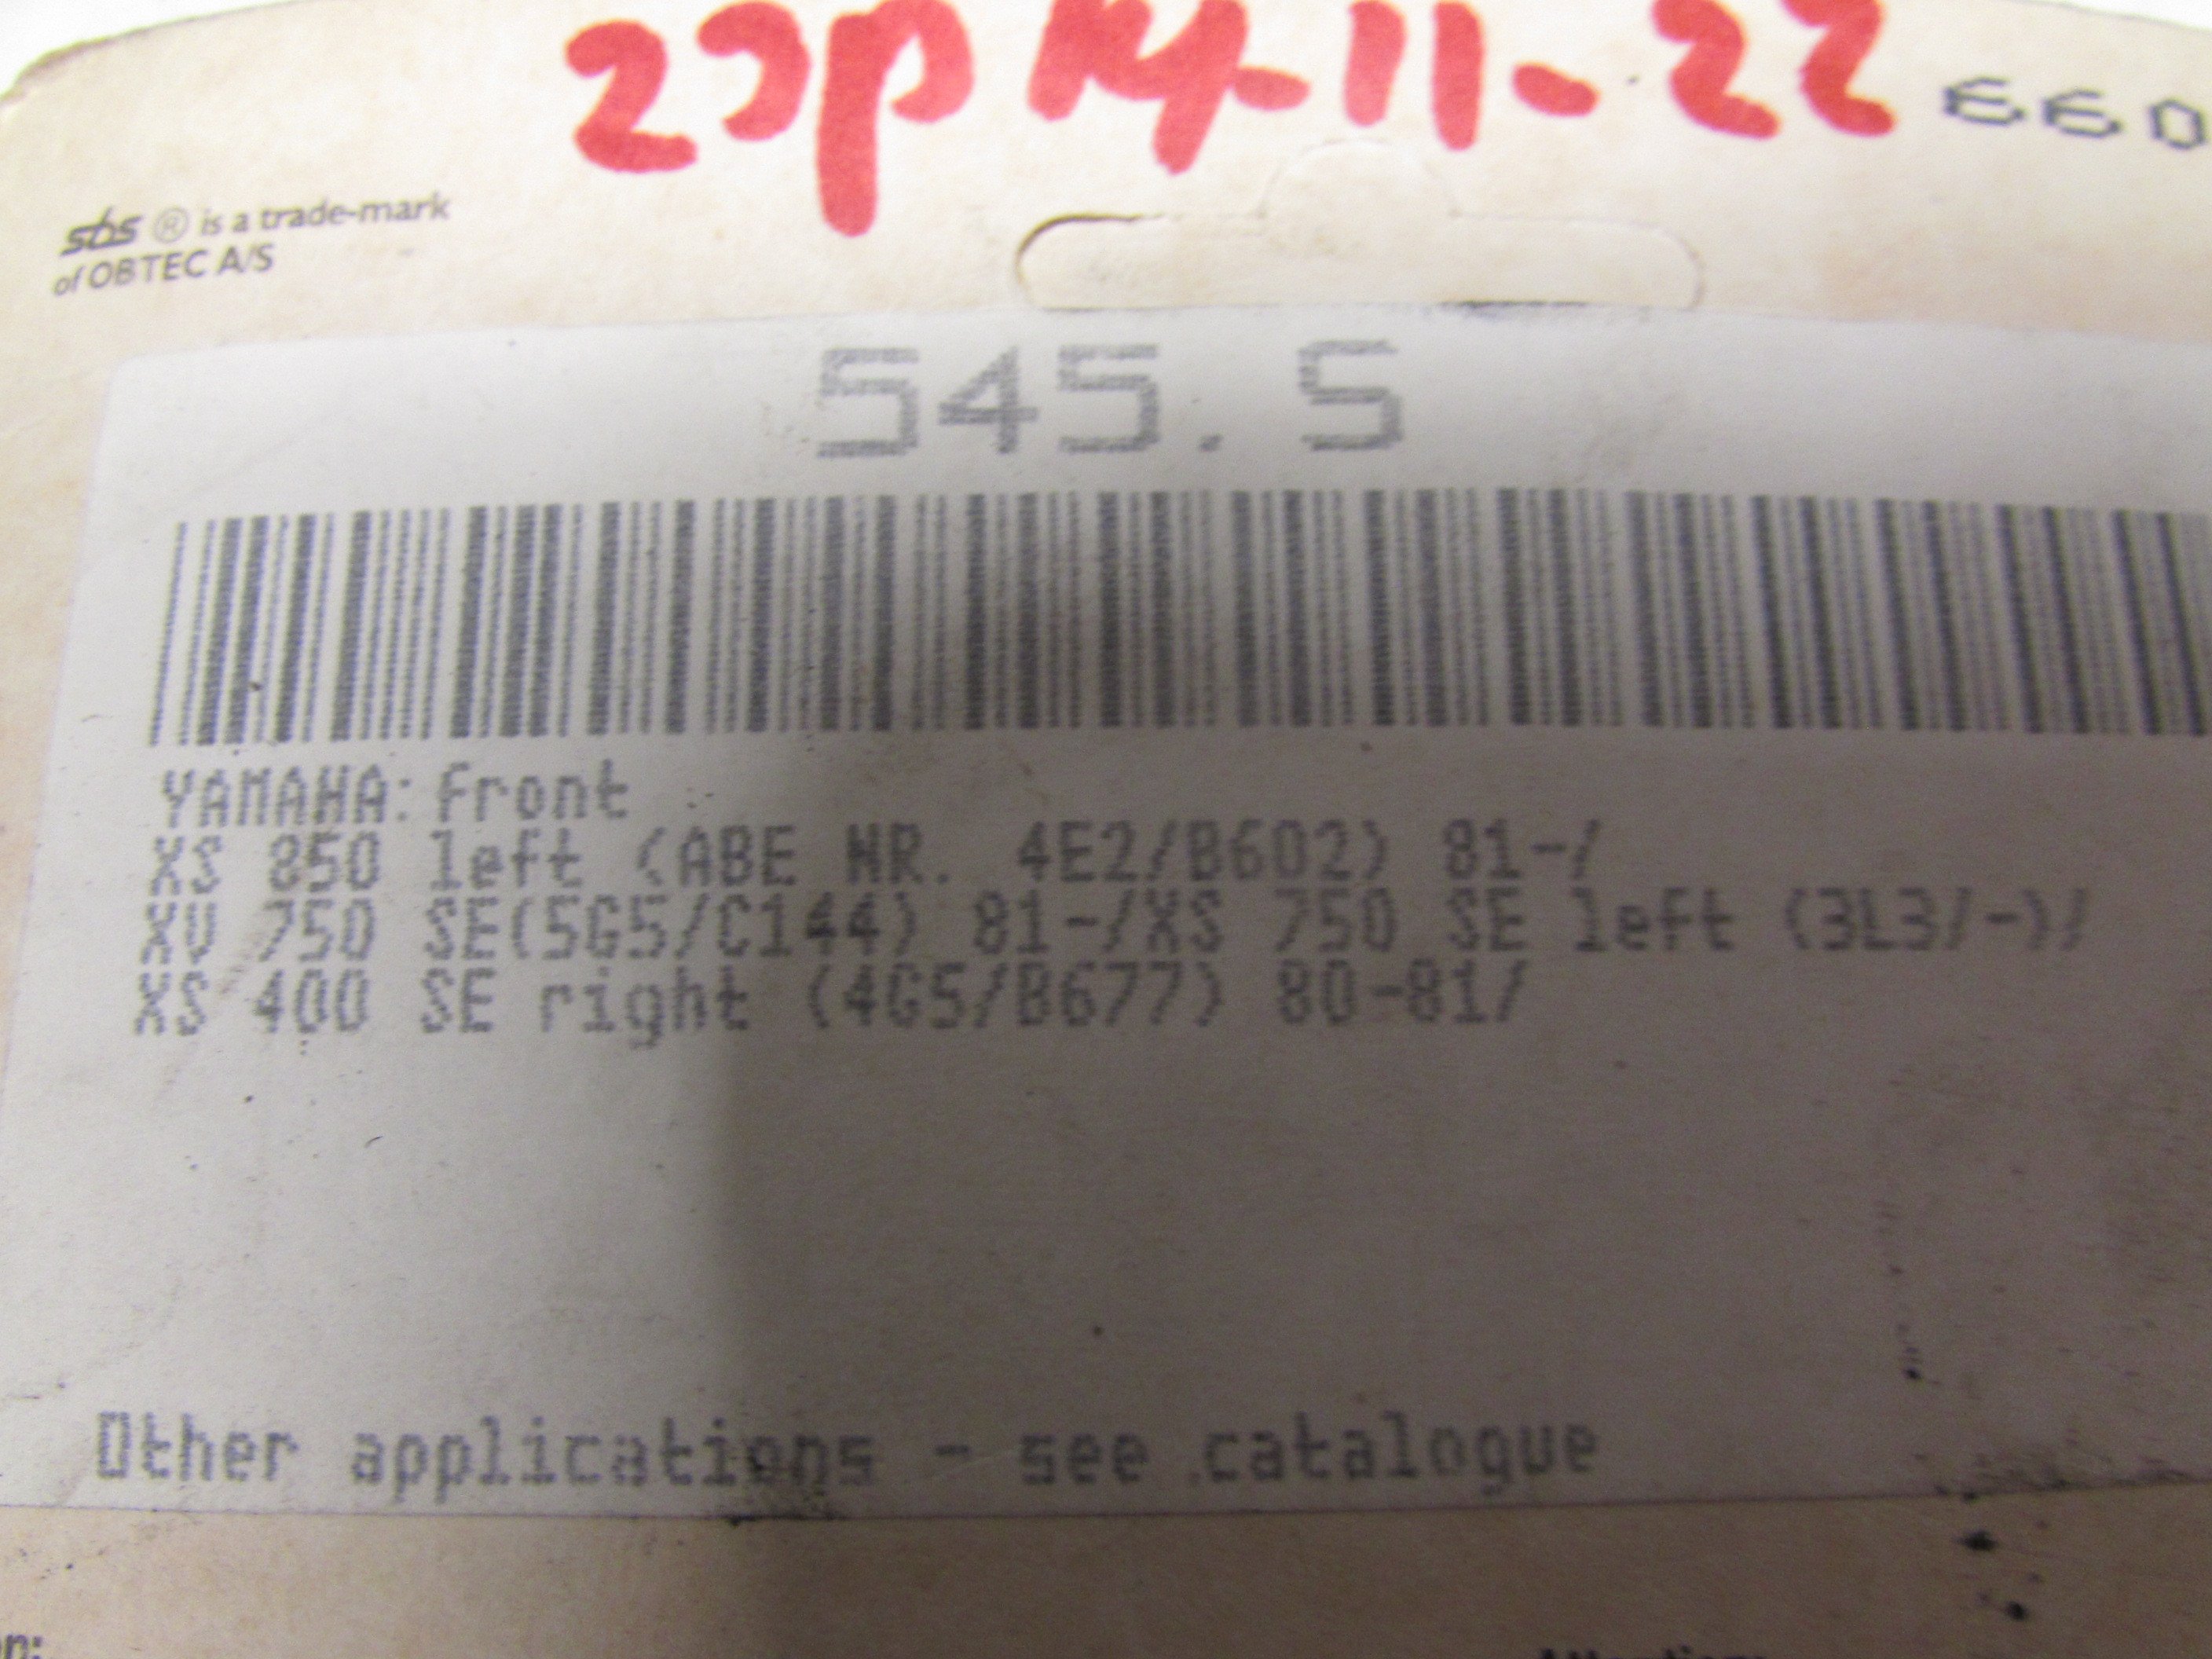 14-11-22
660
sbs ® is a trade-mark
of OBTEC A/S
545. S
YAMAHA: Front
XS 850 left (ABE NR. 4E2/B602) 81-/
XV 750 SE(5G5/C144) 81-/XS 750 SE left (3L3/-)/
XS 400 SE right (4G5/B677) 80-81/
Other applications - see catalogue